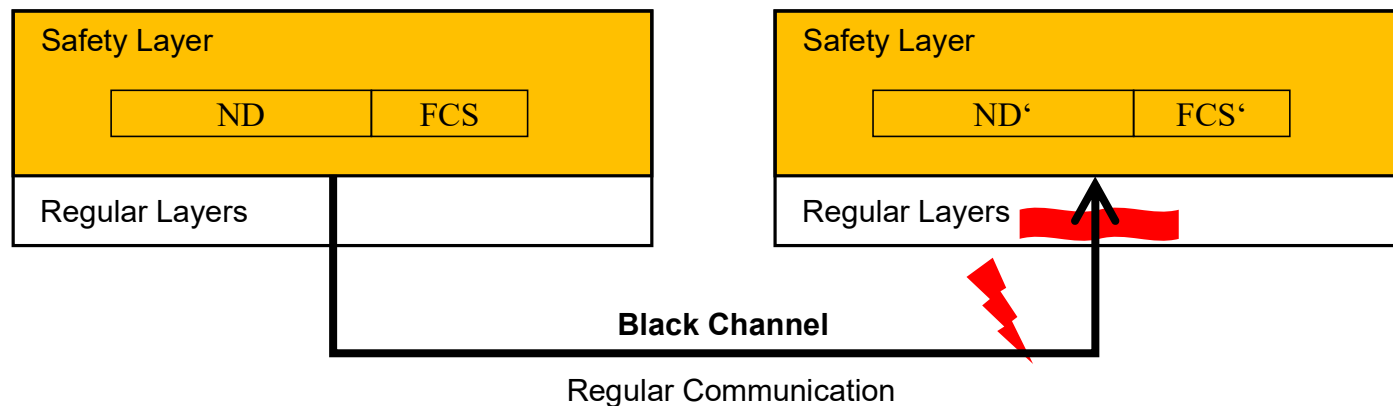 Safety Layer
ND FCS
Regular Layers
Safety Layer
ND‘ FCS‘
Regular Layers
Black Channel
Regular Communication